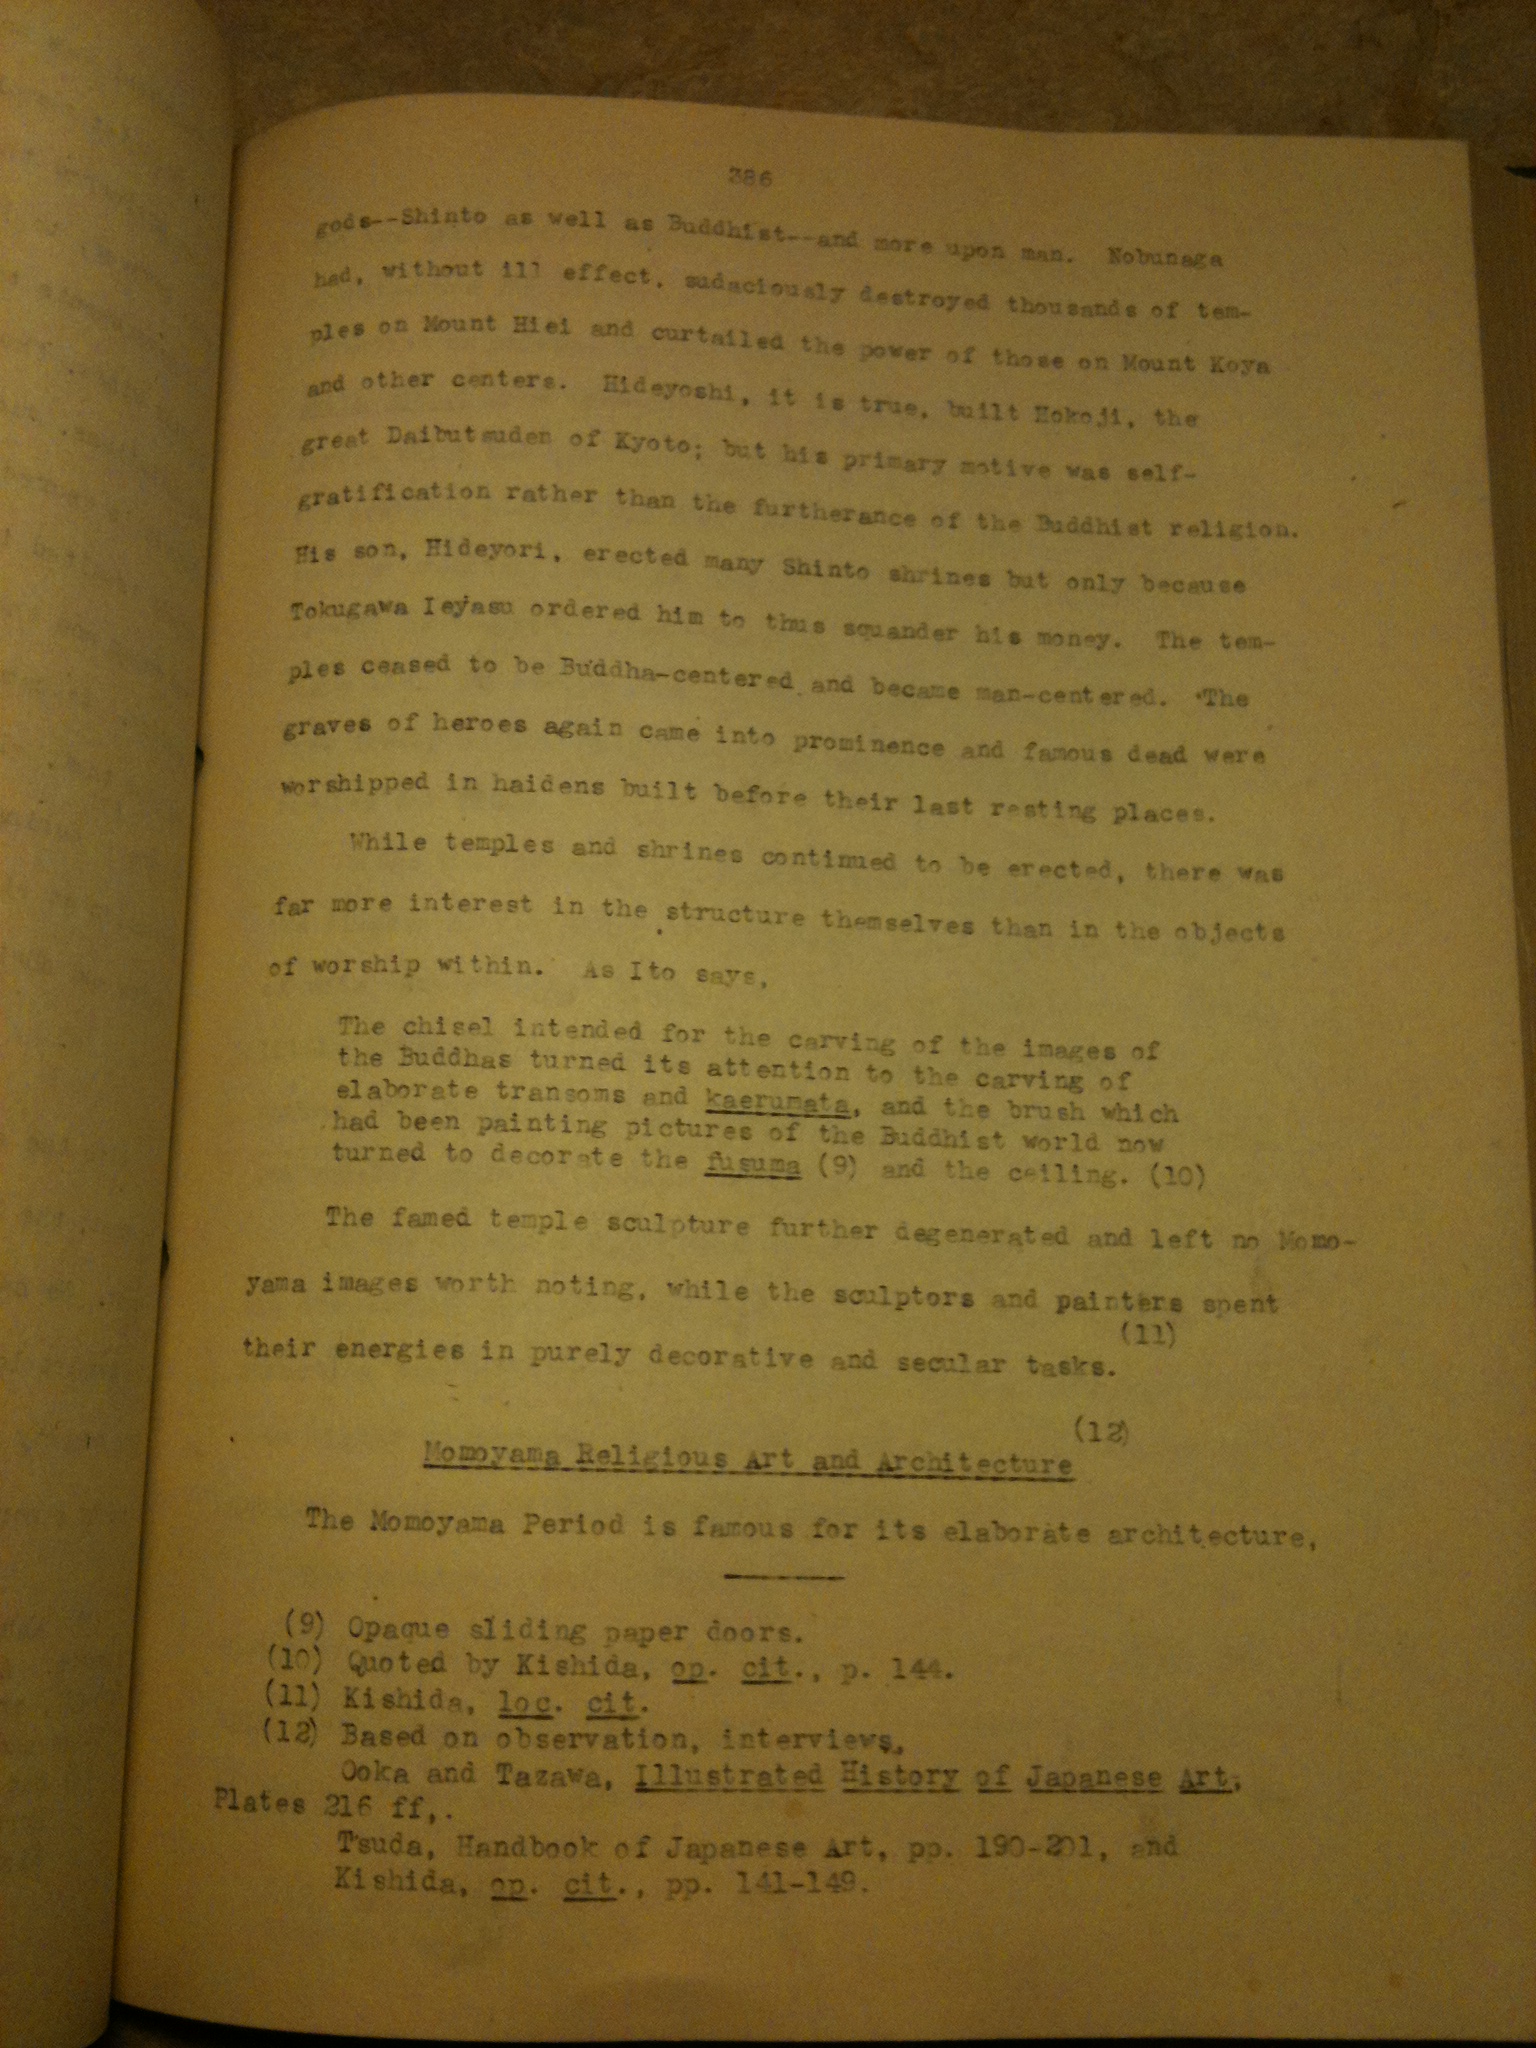 386
gods--Shinto as well as Buddhist--and more upon man. Nobunaga
had, without ill effect, audaciously destroyed thousands of tem-
ples on Mount Hiei and curtailed the power of those on Mount Koya
and other centers. Hideyoshi, it is true, built Hokoji, the
great Daibutsuden of Kyoto; but his primary motive was self-
gratification rather than the furtherance of the Buddhist religion.
His son, Hideyori, erected many Shinto shrines but only because
Tokugawa Ieyasu ordered him to thus squander his money. The tem-
ples ceased to be Buddha-centered and became man-centered. The
graves of heroes again came into prominence and famous dead were
worshipped in haidens built before their last resting places.
While temples and shrines continued to be erected, there was
far more interest in the structure themselves than in the objects
of worship within. As Ito says,
The chisel intended for the carving of the images of
the Buddhas turned its attention to the carving of
elaborate transoms and kaerumata, and the brush which
had been painting pictures of the Buddhist world now
turned to decorate the fusuma (9) and the ceiling. (10)
The famed temple sculpture further degenerated and left no Momo-
yama images worth noting, while the sculptors and painters spent
their energies in purely decorative and secular tasks. (11)
Momoyama Religious Art and Architecture (12)
The Momoyama Period is famous for its elaborate architecture,
(9) Opaque sliding paper doors.
(10) Quoted by Kishida, op. cit., p. 144.
(11) Kishida, loc. cit.
(12) Based on observation, interviews,
Ooka and Tazawa, Illustrated History of Japanese Art,
Plates 216 ff,.
Tsuda, Handbook of Japanese Art, pp. 190-201, and
Kishida, op. cit., pp. 141-149.